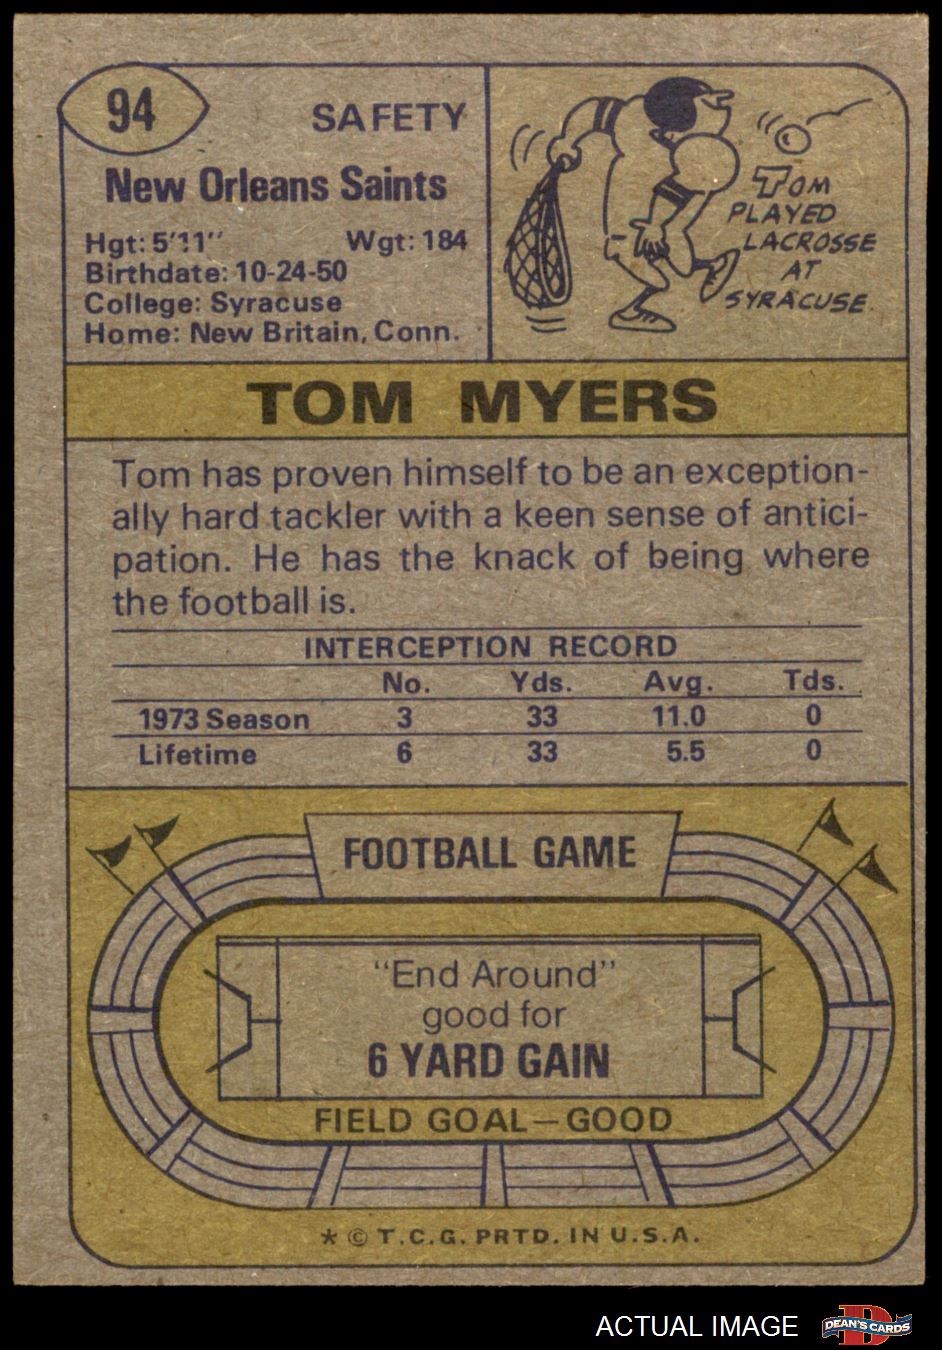 94
SAFETY
New Orleans Saints
Hgt: 5'11" Wgt: 184
Birthdate: 10-24-50
College: Syracuse
Home: New Britain, Conn.
TOM
PLAYED
LACROSSE
AT
SYRACUSE.
TOM MYERS
Tom has proven himself to be an exception-
ally hard tackler with a keen sense of antici-
pation. He has the knack of being where
the football is.
INTERCEPTION RECORD
No. Yds. Avg. Tds.
1973 Season 3 33 11.0 0
Lifetime 6 33 5.5 0
FOOTBALL GAME
"End Around"
good for
6 YARD GAIN
FIELD GOAL—GOOD
* © T.C.G. PRTD. IN U.S.A.
ACTUAL IMAGE
DEAN'S CARDS